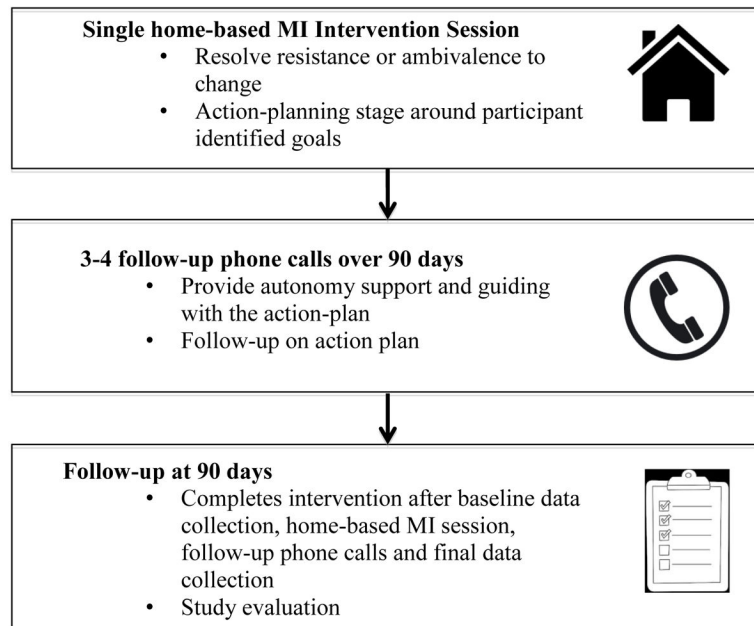 Single home-based MI Intervention Session
• Resolve resistance or ambivalence to
change
• Action-planning stage around participant
identified goals
3-4 follow-up phone calls over 90 days
• Provide autonomy support and guiding
with the action-plan
• Follow-up on action plan
Follow-up at 90 days
• Completes intervention after baseline data
collection, home-based MI session,
follow-up phone calls and final data
collection
• Study evaluation